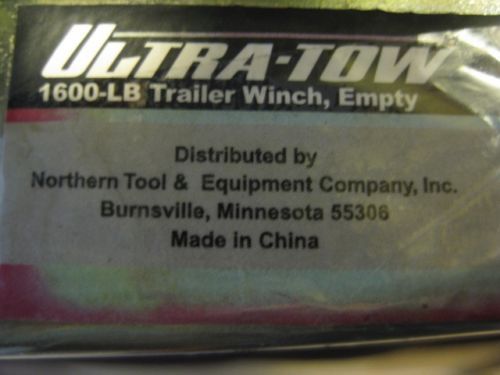 ULTRA-TOW
1600-LB Trailer Winch, Empty
Distributed by
Northern Tool & Equipment Company, Inc.
Burnsville, Minnesota 55306
Made in China